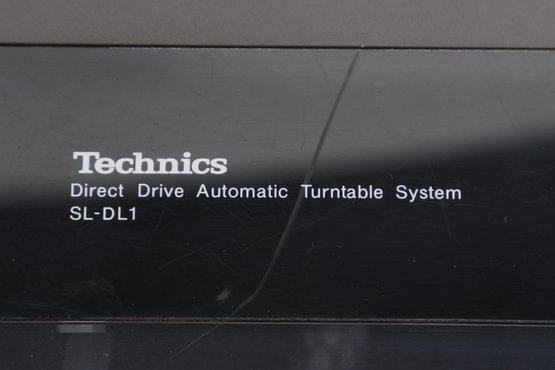 Technics
Direct Drive Automatic Turntable System
SL-DL1